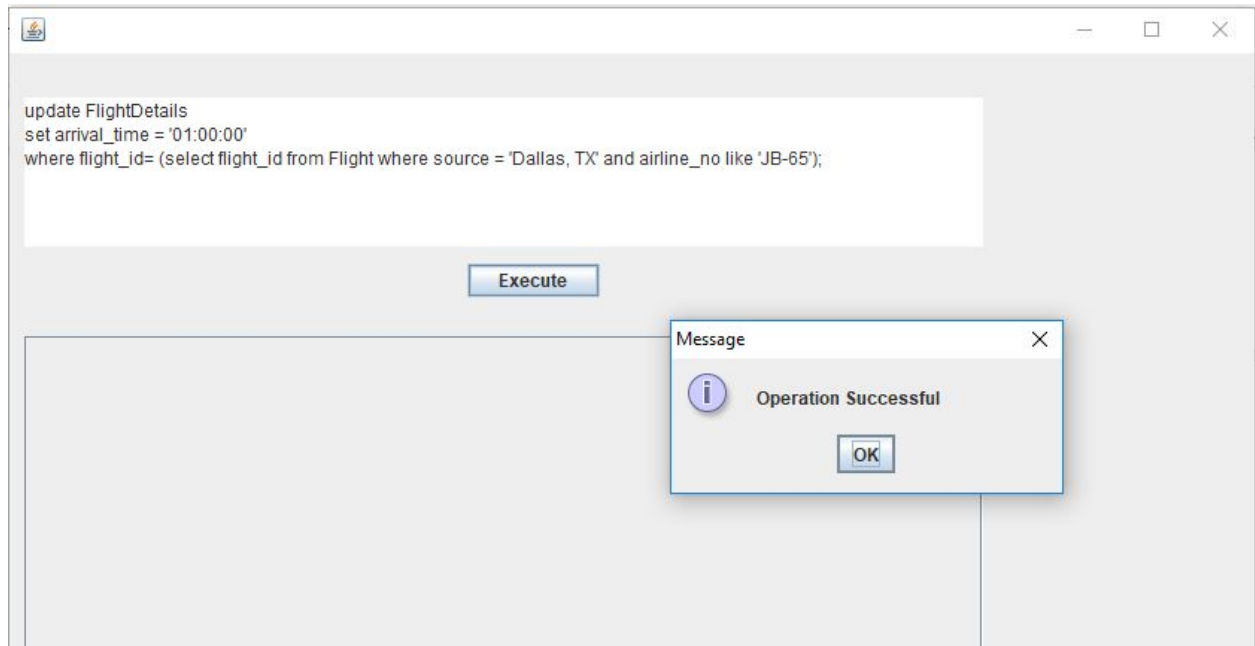 update FlightDetails
set arrival_time = '01:00:00'
where flight_id= (select flight_id from Flight where source = 'Dallas, TX' and airline_no like 'JB-65');
Execute
Message
i
Operation Successful
OK